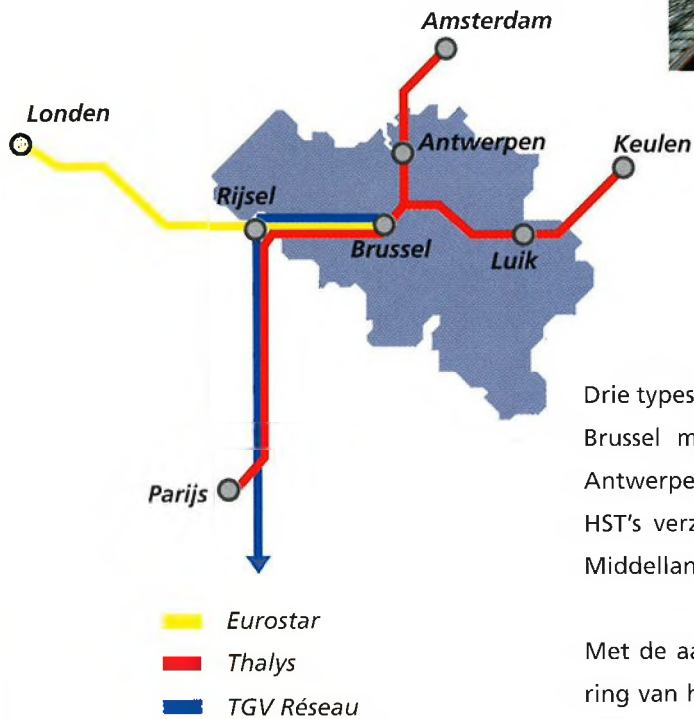 Amsterdam
Londen
Antwerpen
Keulen
Rijsel
Brussel
Luik
Parijs
Eurostar
Thalys
TGV Réseau
Drie types
Brussel m
Antwerpe
HST's verz
Middellan
Met de aa
ring van h